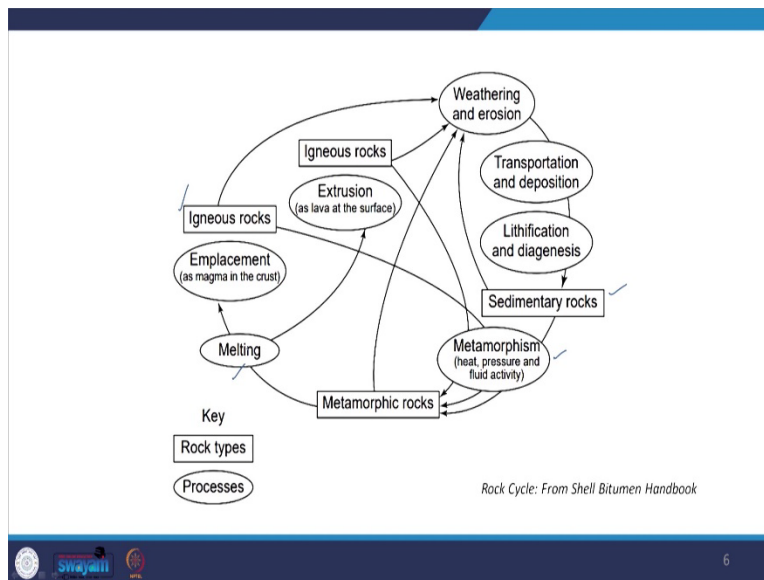 Weathering
and erosion
Igneous rocks
Transportation
and deposition
Extrusion
(as lava at the surface)
Igneous rocks
Lithification
and diagenesis
Emplacement
(as magma in the crust)
Sedimentary rocks
Melting
Metamorphism
(heat, pressure and
fluid activity)
Metamorphic rocks
Key
Rock types
Processes
Rock Cycle: From Shell Bitumen Handbook
swayam
6